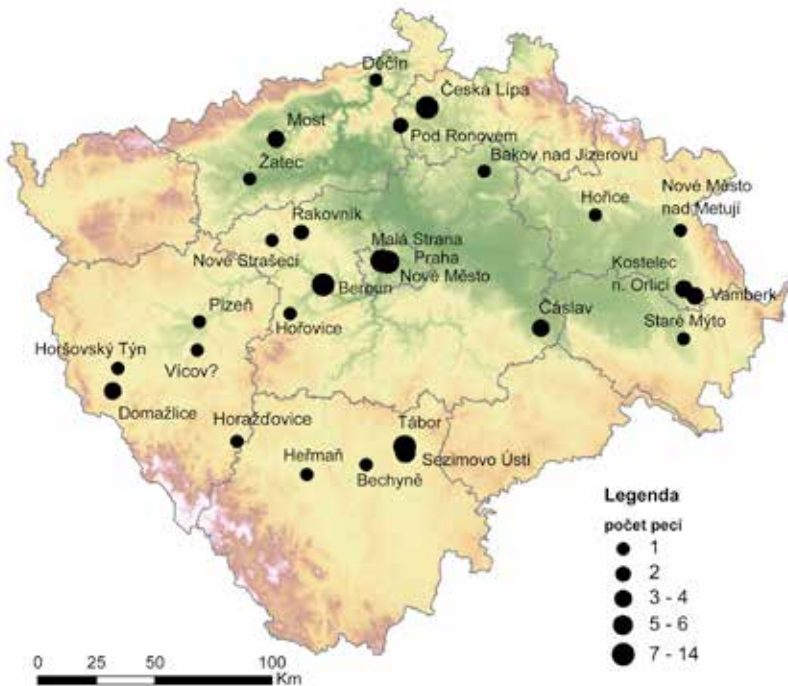 Děčín
Česká Lípa
Most
Pod Ronovem
Žatec
Bakov nad Jizerovu
Hořice
Nové Město
nad Metují
Rakovník
Nové Strašecí
Malá Strana
Praha
Nové Město
Kostelec
n. Orlicí
Vamberk
Beroun
Plzeň
Hořovice
Čáslav
Staré Mýto
Horšovský Týn
Vícov?
Domažlice
Horažďovice
Tábor
Heřmaň
Sezimovo Ústí
Bechyně
Legenda
počet pecí
1
2
3 - 4
5 - 6
7 - 14
0 25 50 100
Km